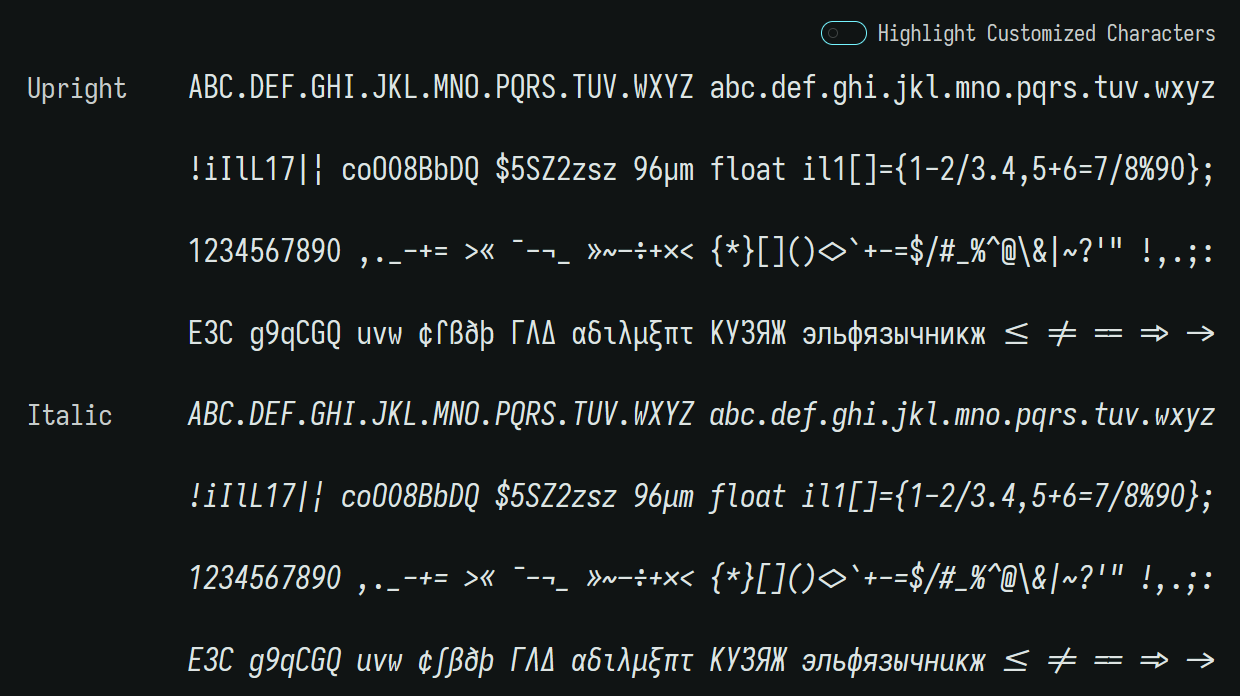 Highlight Customized Characters
Upright ABC.DEF.GHI.JKL.MNO.PQRS.TUV.WXYZ abc.def.ghi.jkl.mno.pqrs.tuv.wxyz
!iIlL17|¦ coO08BbDQ $5SZ2zsz 96μm float il1[]={1-2/3.4,5+6=7/8%90};
1234567890 ,._-+= >« ¯-¬_ »~–÷+×< {*}[]()<>`+-=$/#_%^@\&|~?'" !,.;:
E3C g9qCGQ uvw ¢ſßðþ ΓΛΔ αδιλμξπτ КУЗЯЖ эльфязычникж ≤ ≠ == ⇒ →
Italic ABC.DEF.GHI.JKL.MNO.PQRS.TUV.WXYZ abc.def.ghi.jkl.mno.pqrs.tuv.wxyz
!iIlL17|¦ coO08BbDQ $5SZ2zsz 96μm float il1[]={1-2/3.4,5+6=7/8%90};
1234567890 ,._-+= >« ¯-¬_ »~–÷+×< {*}[]()<>`+-=$/#_%^@\&|~?'" !,.;:
E3C g9qCGQ uvw ¢ſßðþ ΓΛΔ αδιλμξπτ КУЗЯЖ эльфязычникж ≤ ≠ == ⇒ →